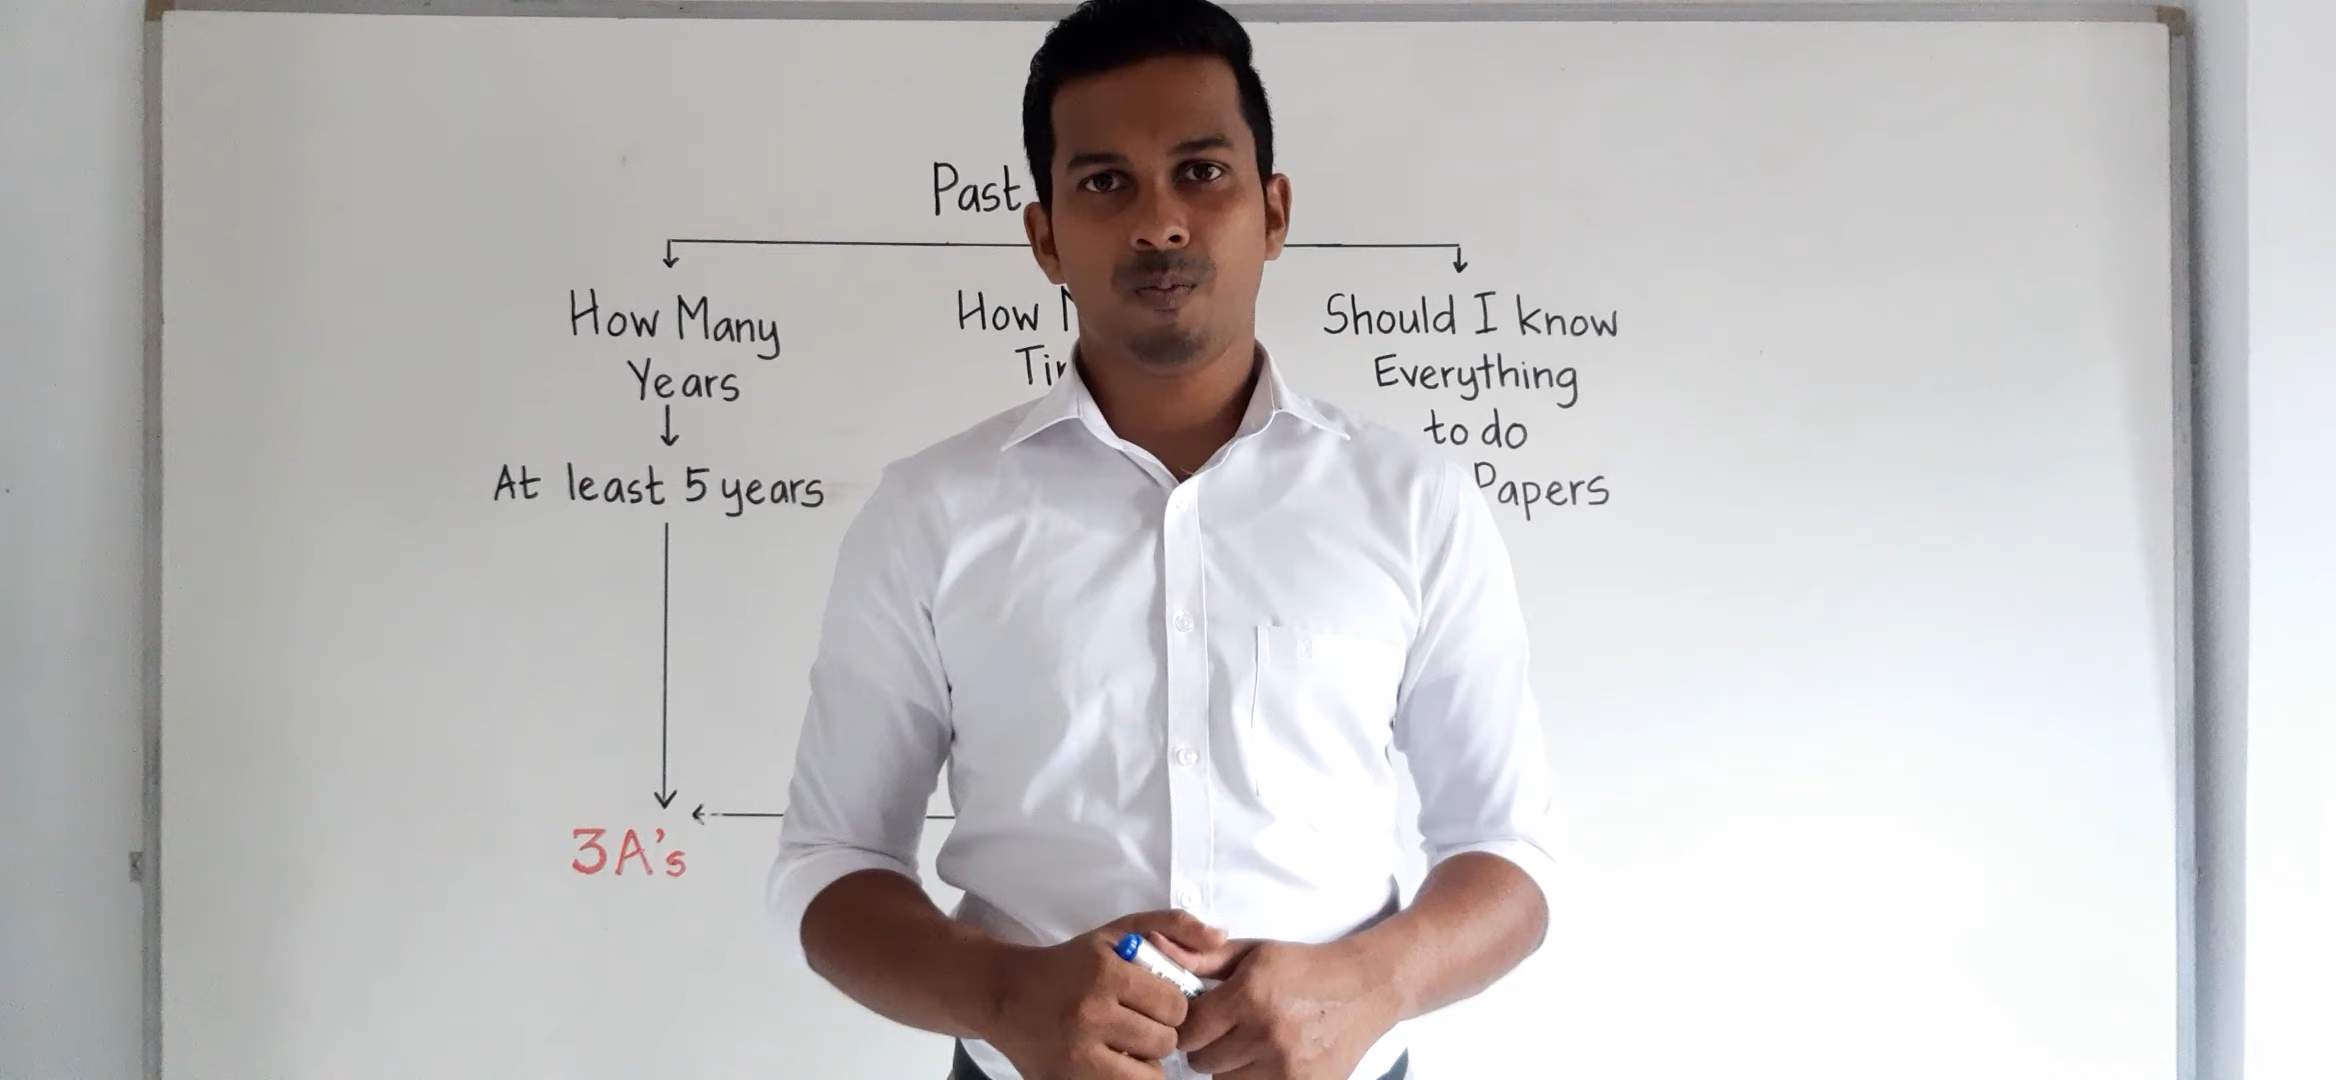 Past
How Many
Years
At least 5 years
3A's
How
Should I know
Everything
to do
Papers